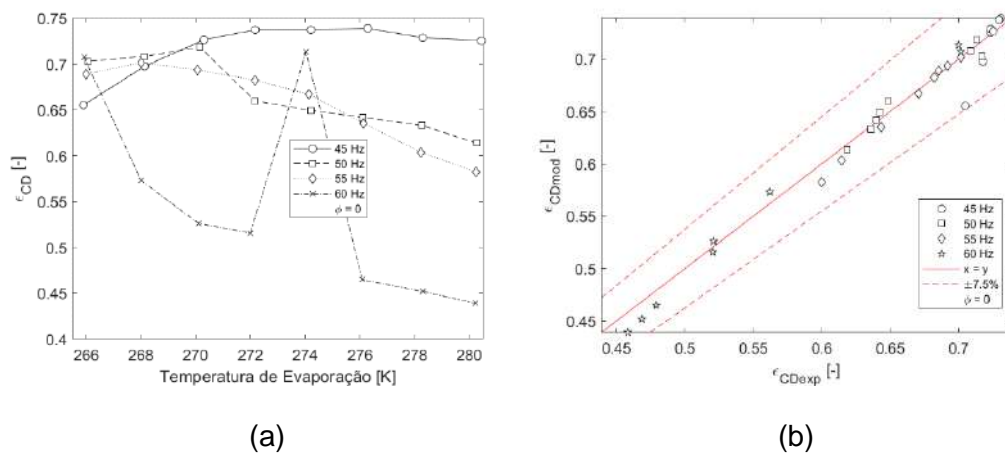 0.75
0.7
0.65
0.6
0.55
0.5
0.45
0.4
ϵCD [-]
45 Hz
50 Hz
55 Hz
60 Hz
ϕ = 0
266 268 270 272 274 276 278 280
Temperatura de Evaporação [K]
(a)
0.7
0.65
0.6
0.55
0.5
0.45
ϵCDmod [-]
45 Hz
50 Hz
55 Hz
60 Hz
x = y
±7.5%
ϕ = 0
0.45 0.5 0.55 0.6 0.65 0.7
ϵCDexp [-]
(b)